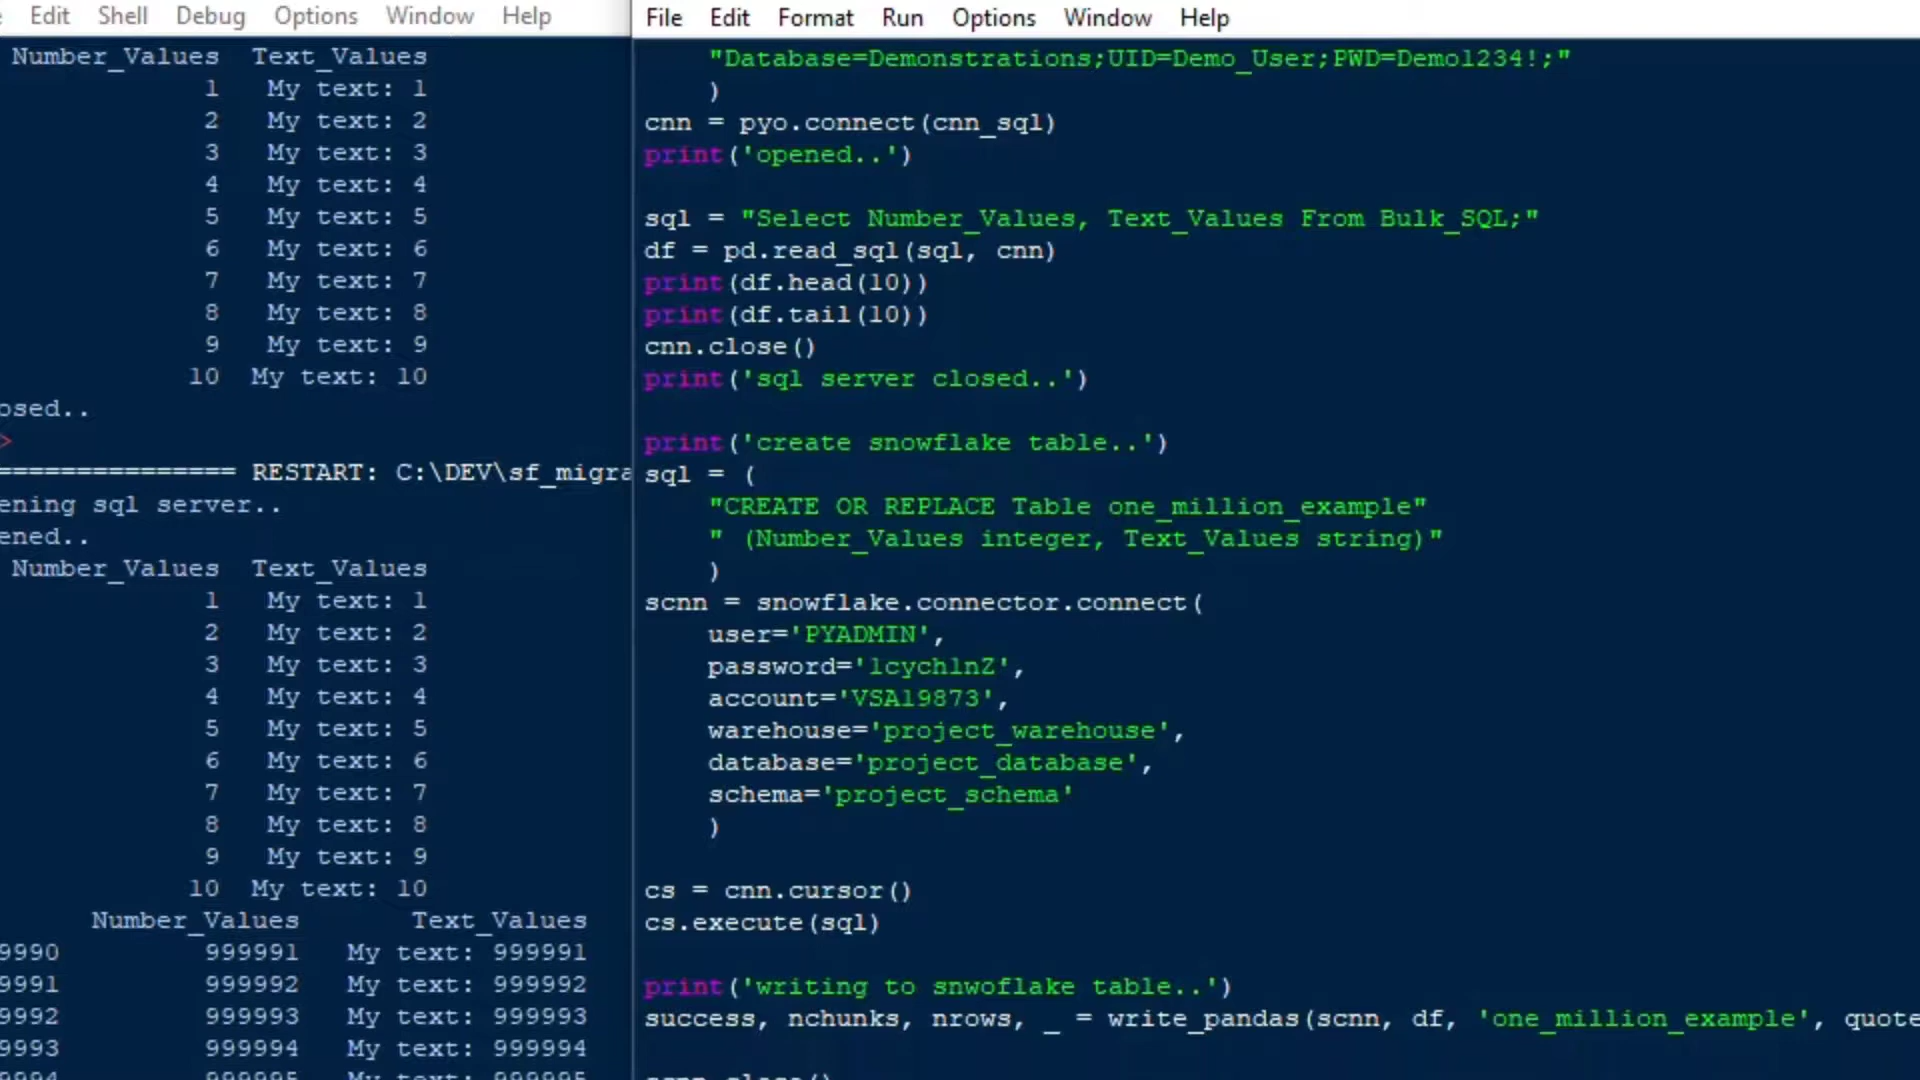 Edit Shell Debug Options Window Help
Number_Values Text_Values
1 My text: 1
2 My text: 2
3 My text: 3
4 My text: 4
5 My text: 5
6 My text: 6
7 My text: 7
8 My text: 8
9 My text: 9
10 My text: 10
osed..
>
=============== RESTART: C:\DEV\sf_migra
ening sql server..
ened..
Number_Values Text_Values
1 My text: 1
2 My text: 2
3 My text: 3
4 My text: 4
5 My text: 5
6 My text: 6
7 My text: 7
8 My text: 8
9 My text: 9
10 My text: 10
Number_Values Text_Values
9990 999991 My text: 999991
9991 999992 My text: 999992
9992 999993 My text: 999993
9993 999994 My text: 999994
9994 999995 My text: 999995
File Edit Format Run Options Window Help
"Database=Demonstrations;UID=Demo_User;PWD=Demo1234!;"
)
cnn = pyo.connect(cnn_sql)
print('opened..')
sql = "Select Number_Values, Text_Values From Bulk_SQL;"
df = pd.read_sql(sql, cnn)
print(df.head(10))
print(df.tail(10))
cnn.close()
print('sql server closed..')
print('create snowflake table..')
sql = (
"CREATE OR REPLACE Table one_million_example"
" (Number_Values integer, Text_Values string)"
)
scnn = snowflake.connector.connect(
user='PYADMIN',
password='lcychlnZ',
account='VSA19873',
warehouse='project_warehouse',
database='project_database',
schema='project_schema'
)
cs = cnn.cursor()
cs.execute(sql)
print('writing to snwoflake table..')
success, nchunks, nrows, _ = write_pandas(scnn, df, 'one_million_example', quote
scnn.close()